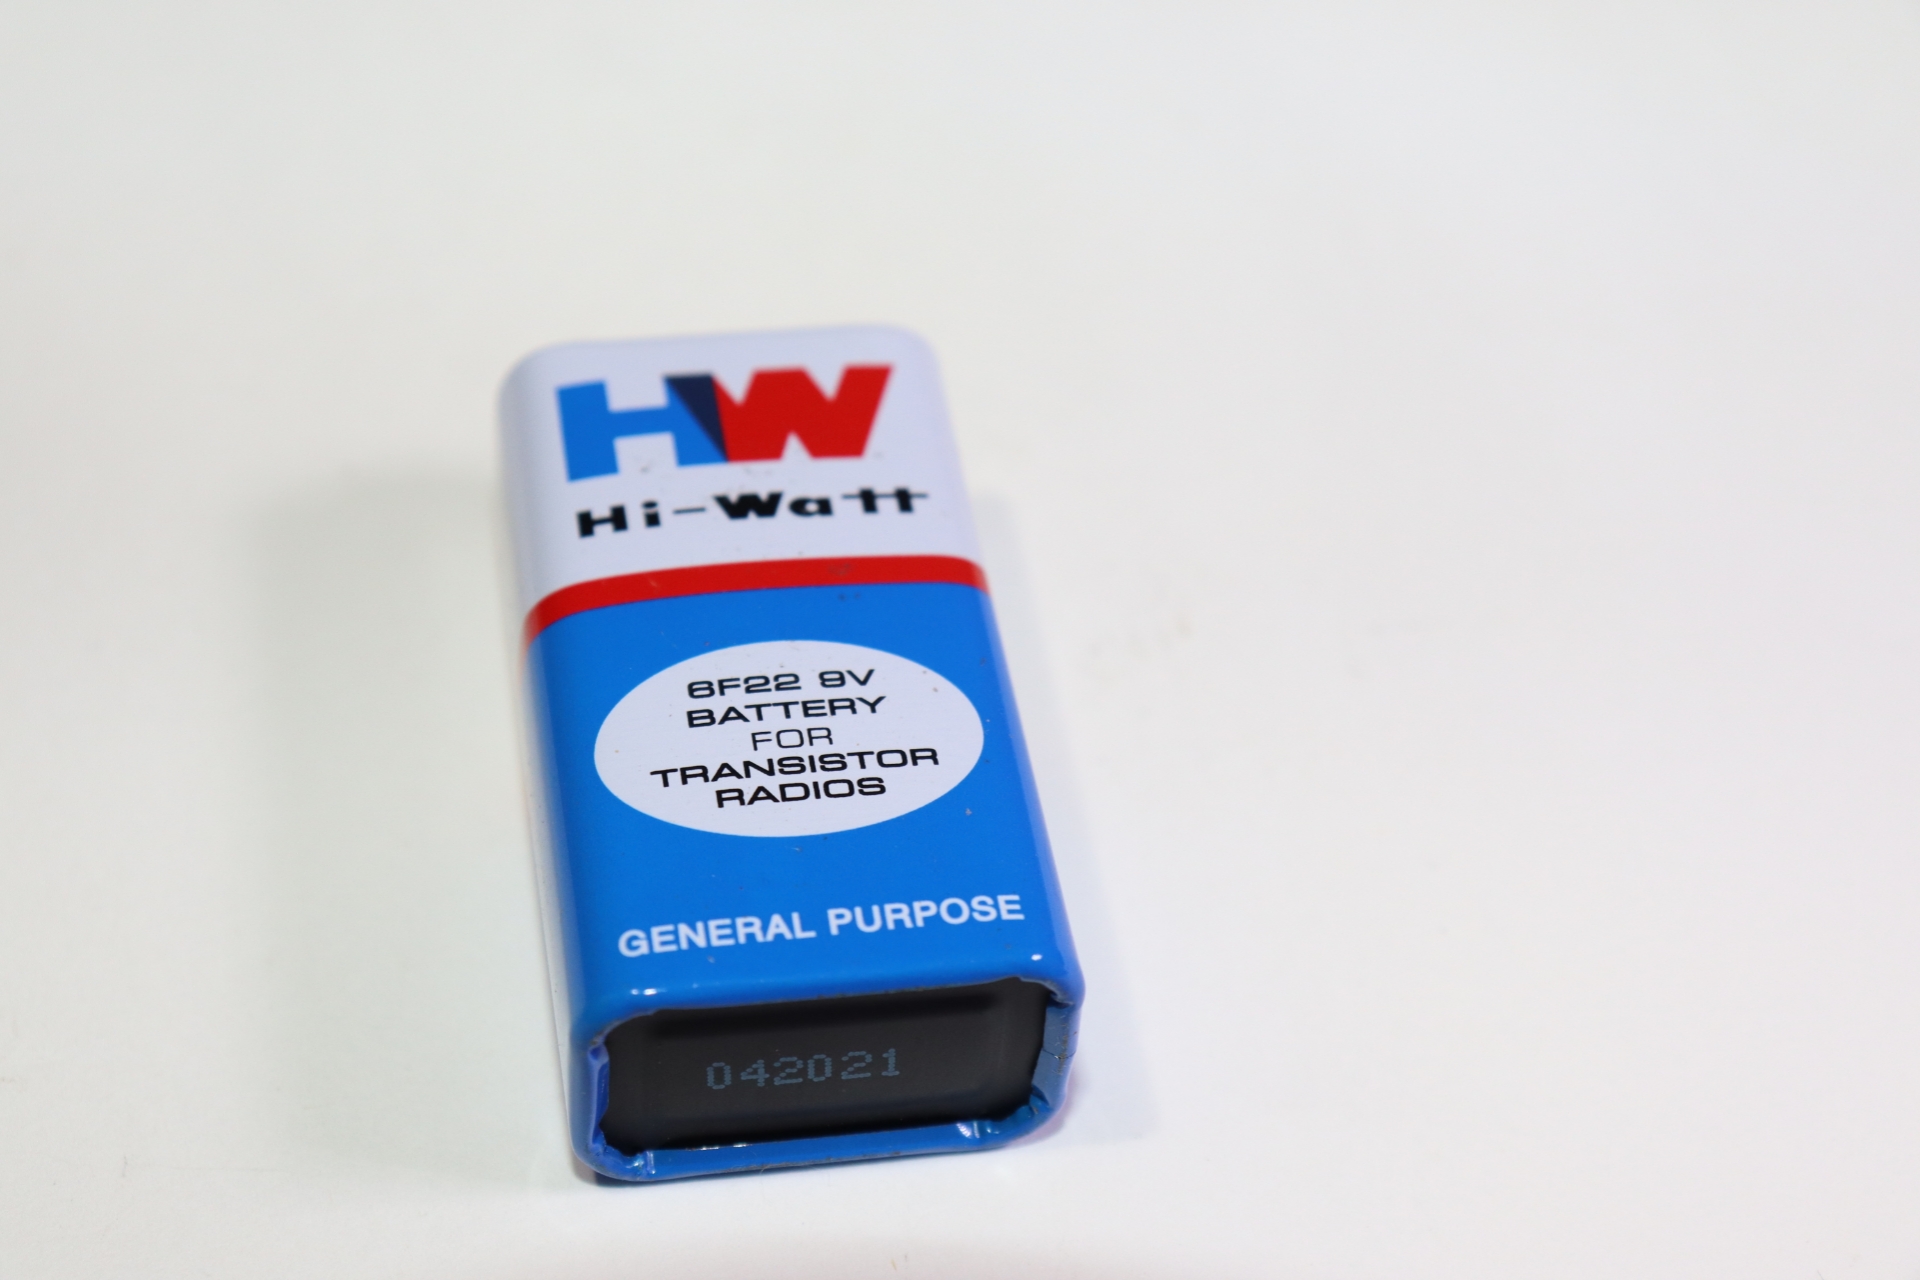 HW
Hi-Watt
6F22 9V
BATTERY
FOR
TRANSISTOR
RADIOS
GENERAL PURPOSE
042021